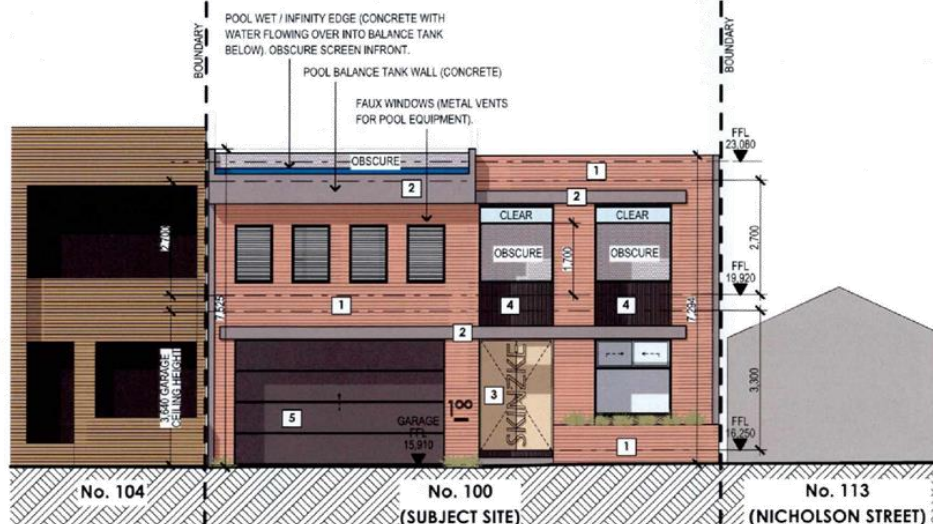 POOL WET / INFINITY EDGE (CONCRETE WITH
WATER FLOWING OVER INTO BALANCE TANK
BELOW). OBSCURE SCREEN INFRONT.
POOL BALANCE TANK WALL (CONCRETE)
FAUX WINDOWS (METAL VENTS
FOR POOL EQUIPMENT).
BOUNDARY
BOUNDARY
FFL
23,080
OBSCURE
1
2
2
CLEAR
CLEAR
OBSCURE
OBSCURE
2,700
1,700
2,700
FFL
19,920
1
4
4
7,525
7,294
2
3,640 GARAGE
CEILING HEIGHT
SKINZKE
3
5
100
GARAGE
FFL
15,910
3,300
FFL
16,250
1
No. 104
No. 100
(SUBJECT SITE)
No. 113
(NICHOLSON STREET)